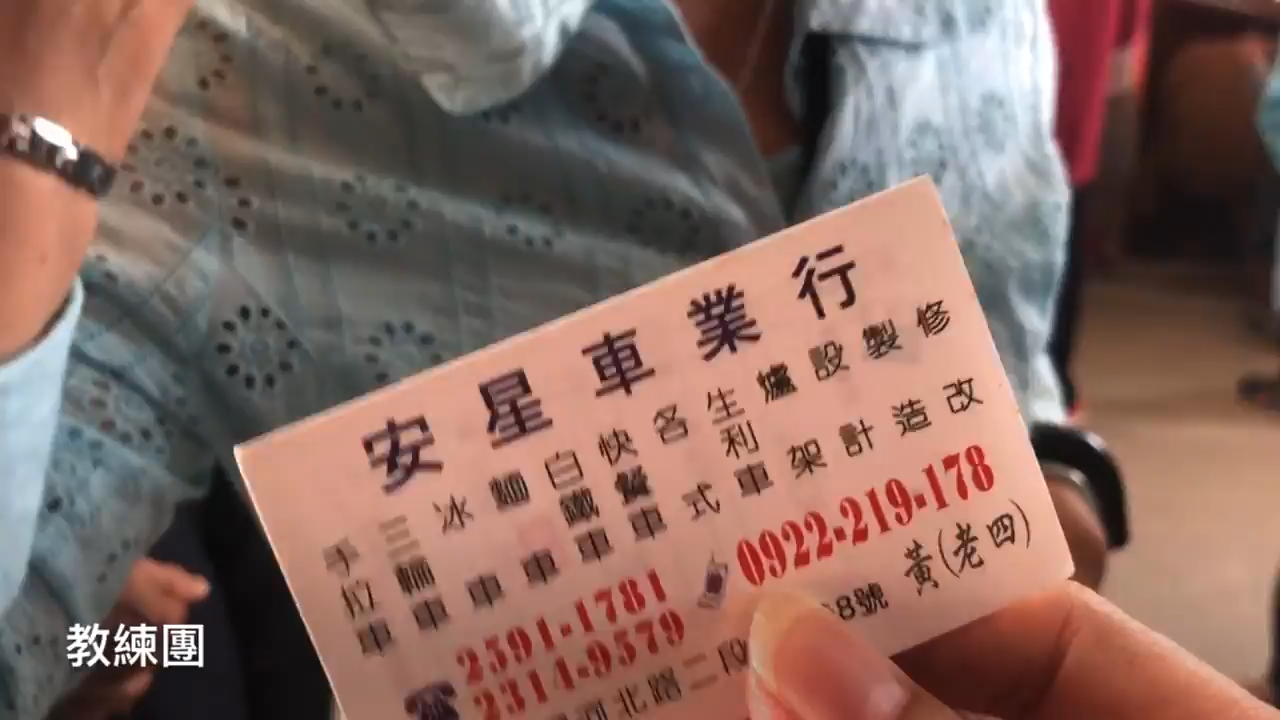 安星車業行
手拉車 三輪車 冰車 麵車 白鐵車 快餐車 各式 生利車 爐架 設計 製造 修改
2591-1781
2314-9579
0922-219-178
河北路二段 8號
黃(老四)
教練團